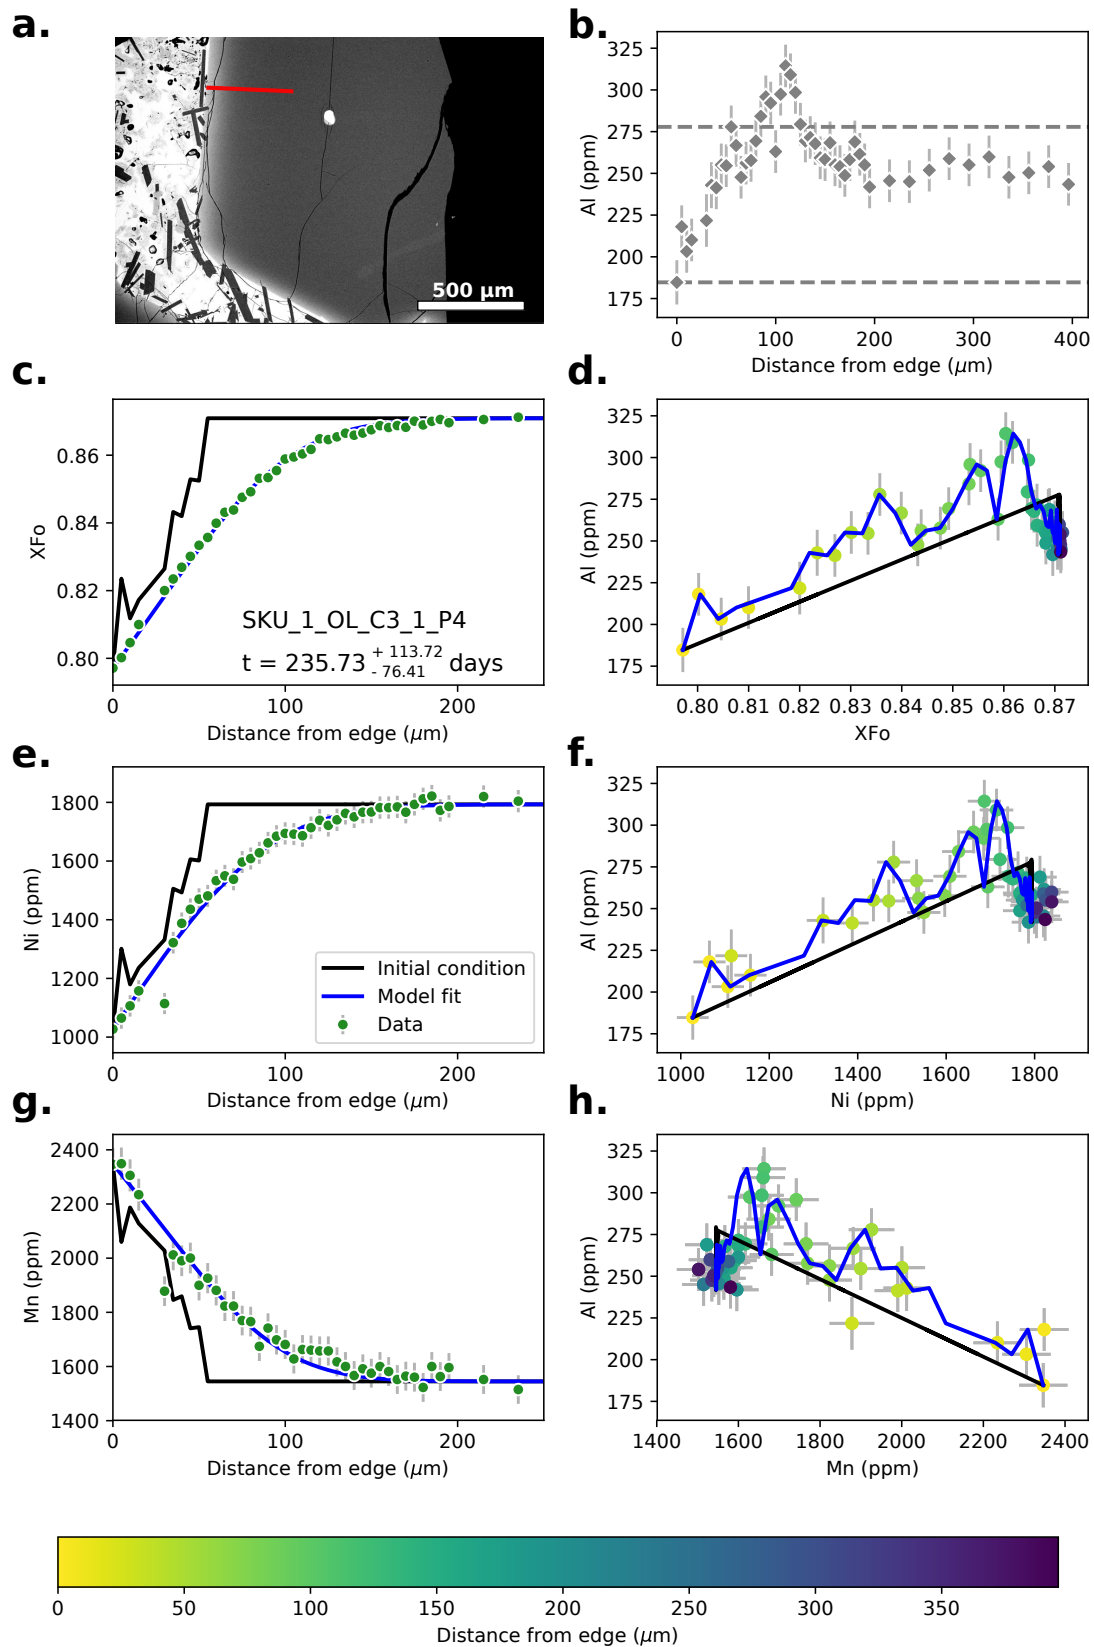 a.
500 μm
b.
325
300
275
250
225
200
175
Al (ppm)
0
100
200
300
400
Distance from edge (μm)
c.
0.86
0.84
0.82
0.80
XFo
SKU_1_OL_C3_1_P4
t = 235.73 + 113.72 - 76.41 days
0
100
200
Distance from edge (μm)
d.
325
300
275
250
225
200
175
Al (ppm)
0.80
0.81
0.82
0.83
0.84
0.85
0.86
0.87
XFo
e.
1800
1600
1400
1200
1000
Ni (ppm)
Initial condition
Model fit
Data
0
100
200
Distance from edge (μm)
f.
325
300
275
250
225
200
175
Al (ppm)
1000
1200
1400
1600
1800
Ni (ppm)
g.
2400
2200
2000
1800
1600
1400
Mn (ppm)
0
100
200
Distance from edge (μm)
h.
325
300
275
250
225
200
175
Al (ppm)
1400
1600
1800
2000
2200
2400
Mn (ppm)
0
50
100
150
200
250
300
350
Distance from edge (μm)